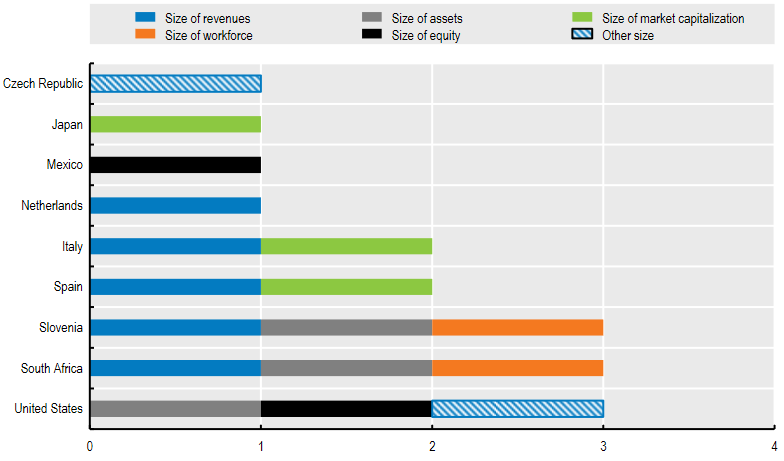 Size of revenues Size of assets Size of market capitalization
Size of workforce Size of equity Other size
Czech Republic
Japan
Mexico
Netherlands
Italy
Spain
Slovenia
South Africa
United States
0 1 2 3 4